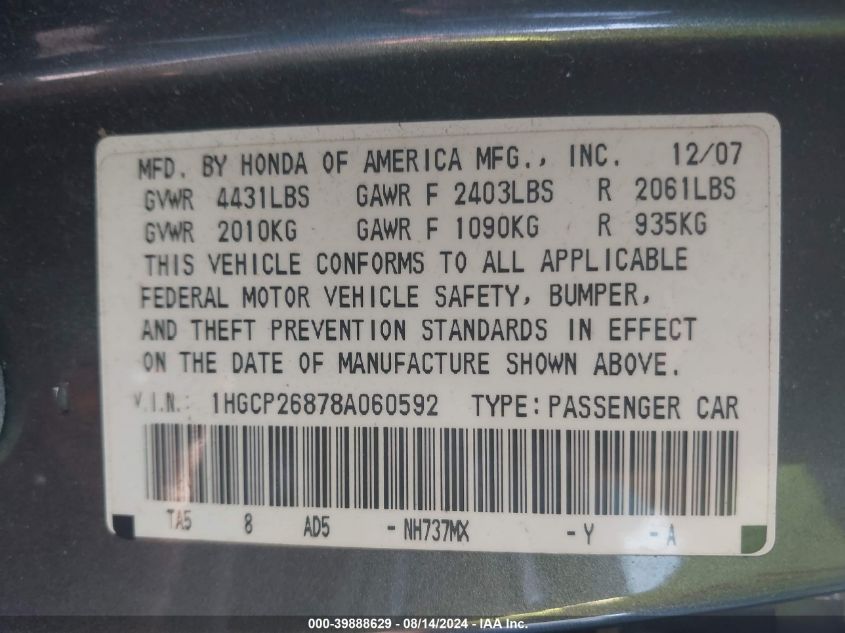 MFD. BY HONDA OF AMERICA MFG., INC. 12/07
GVWR 4431LBS GAWR F 2403LBS R 2061LBS
GVWR 2010KG GAWR F 1090KG R 935KG
THIS VEHICLE CONFORMS TO ALL APPLICABLE
FEDERAL MOTOR VEHICLE SAFETY, BUMPER,
AND THEFT PREVENTION STANDARDS IN EFFECT
ON THE DATE OF MANUFACTURE SHOWN ABOVE.
V.I.N.: 1HGCP26878A060592 TYPE:PASSENGER CAR
TA5 8 AD5 -NH737MX -Y -A
000-39888629 - 08/14/2024 - IAA Inc.